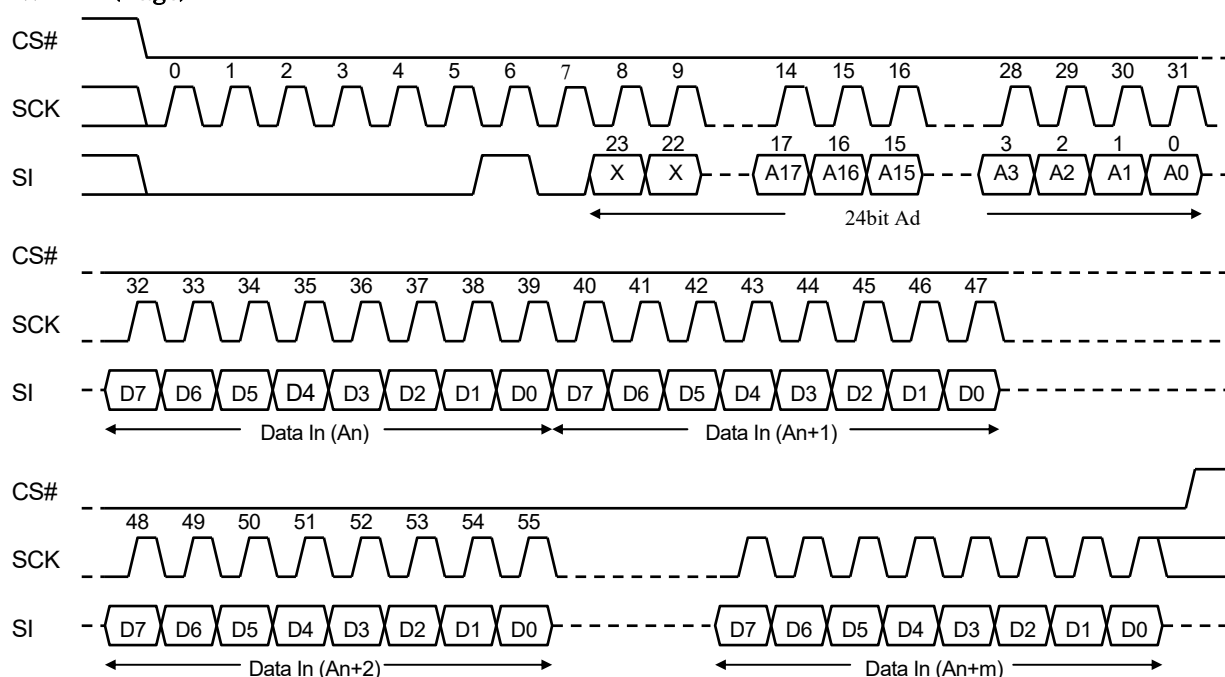 CS#
0 1 2 3 4 5 6 7 8 9 14 15 16 28 29 30 31
SCK
23 22 17 16 15 3 2 1 0
SI X X A17 A16 A15 A3 A2 A1 A0
24bit Ad
CS#
32 33 34 35 36 37 38 39 40 41 42 43 44 45 46 47
SCK
SI D7 D6 D5 D4 D3 D2 D1 D0 D7 D6 D5 D4 D3 D2 D1 D0
Data In (An) Data In (An+1)
CS#
48 49 50 51 52 53 54 55
SCK
SI D7 D6 D5 D4 D3 D2 D1 D0 D7 D6 D5 D4 D3 D2 D1 D0
Data In (An+2) Data In (An+m)